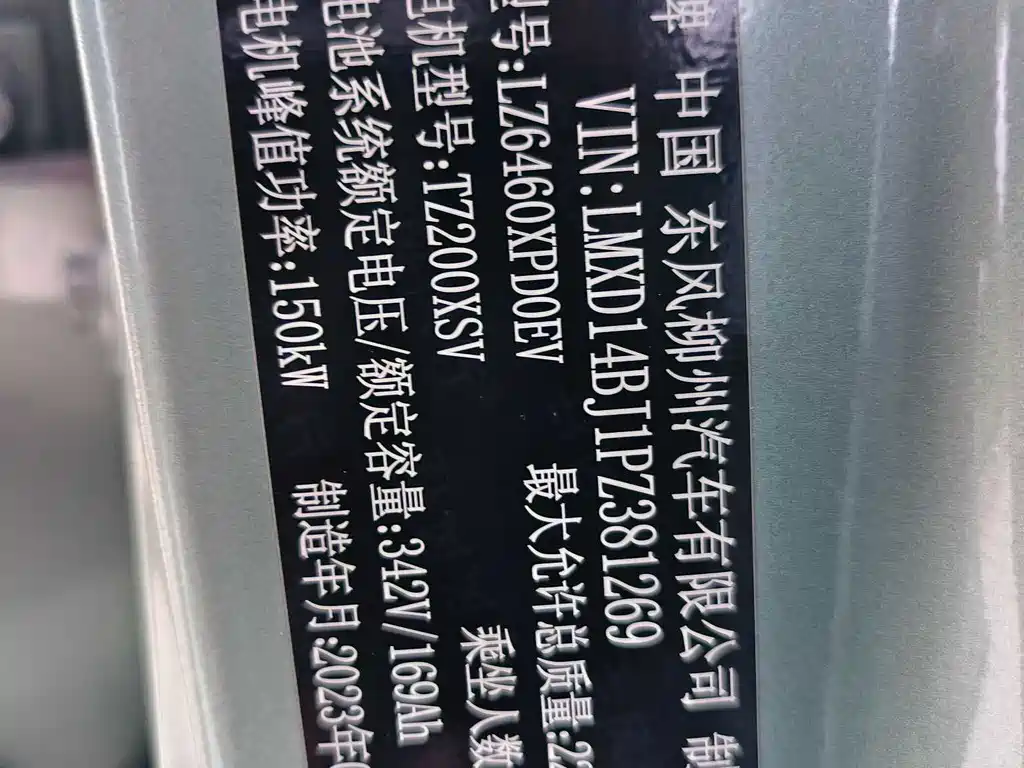 牌 中国 东风柳州汽车有限公司 制
VIN:LMXD14BJ1PZ381269
型号:LZ6460XPD0EV 最大允许总质量:22
电机型号:TZ200XSV 乘坐人数
电池系统额定电压/额定容量:342V/169Ah
电机峰值功率:150kW 制造年月:2023年